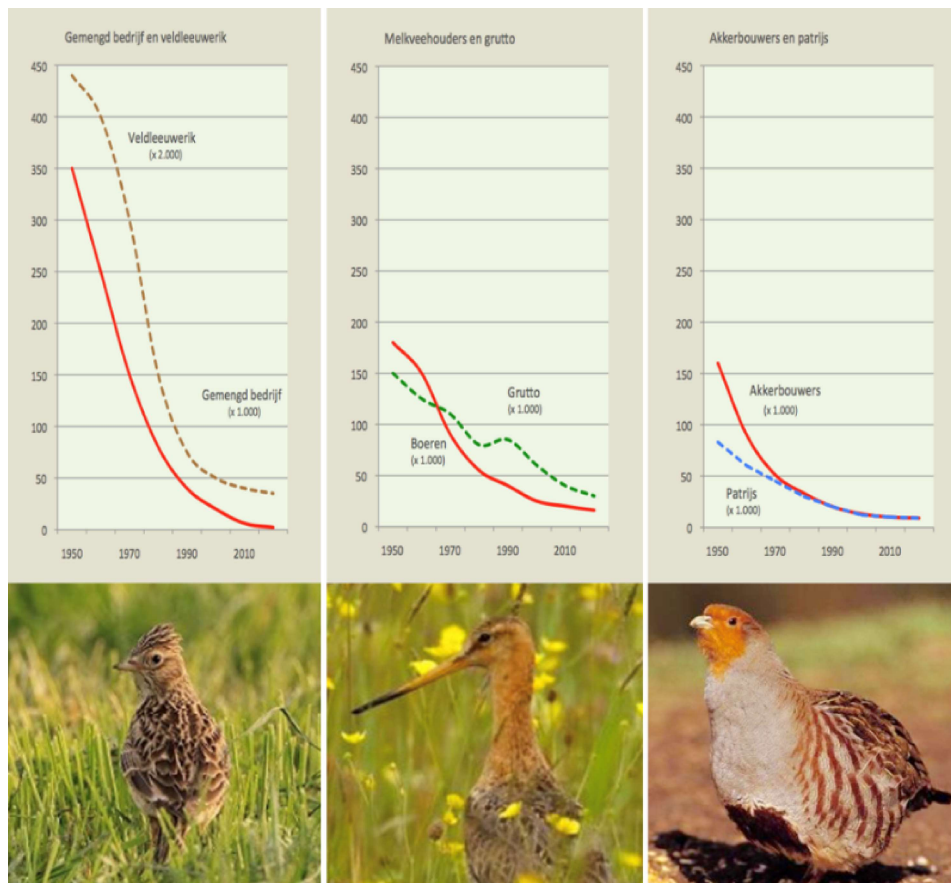 Gemengd bedrijf en veldleeuwerik
450
400
350
300
250
200
150
100
50
0
Veldleeuwerik
(x 2.000)
Gemengd bedrijf
(x 1.000)
1950 1970 1990 2010
Melkveehouders en grutto
450
400
350
300
250
200
150
100
50
0
Grutto
(x 1.000)
Boeren
(x 1.000)
1950 1970 1990 2010
Akkerbouwers en patrijs
450
400
350
300
250
200
150
100
50
0
Akkerbouwers
(x 1.000)
Patrijs
(x 1.000)
1950 1970 1990 2010